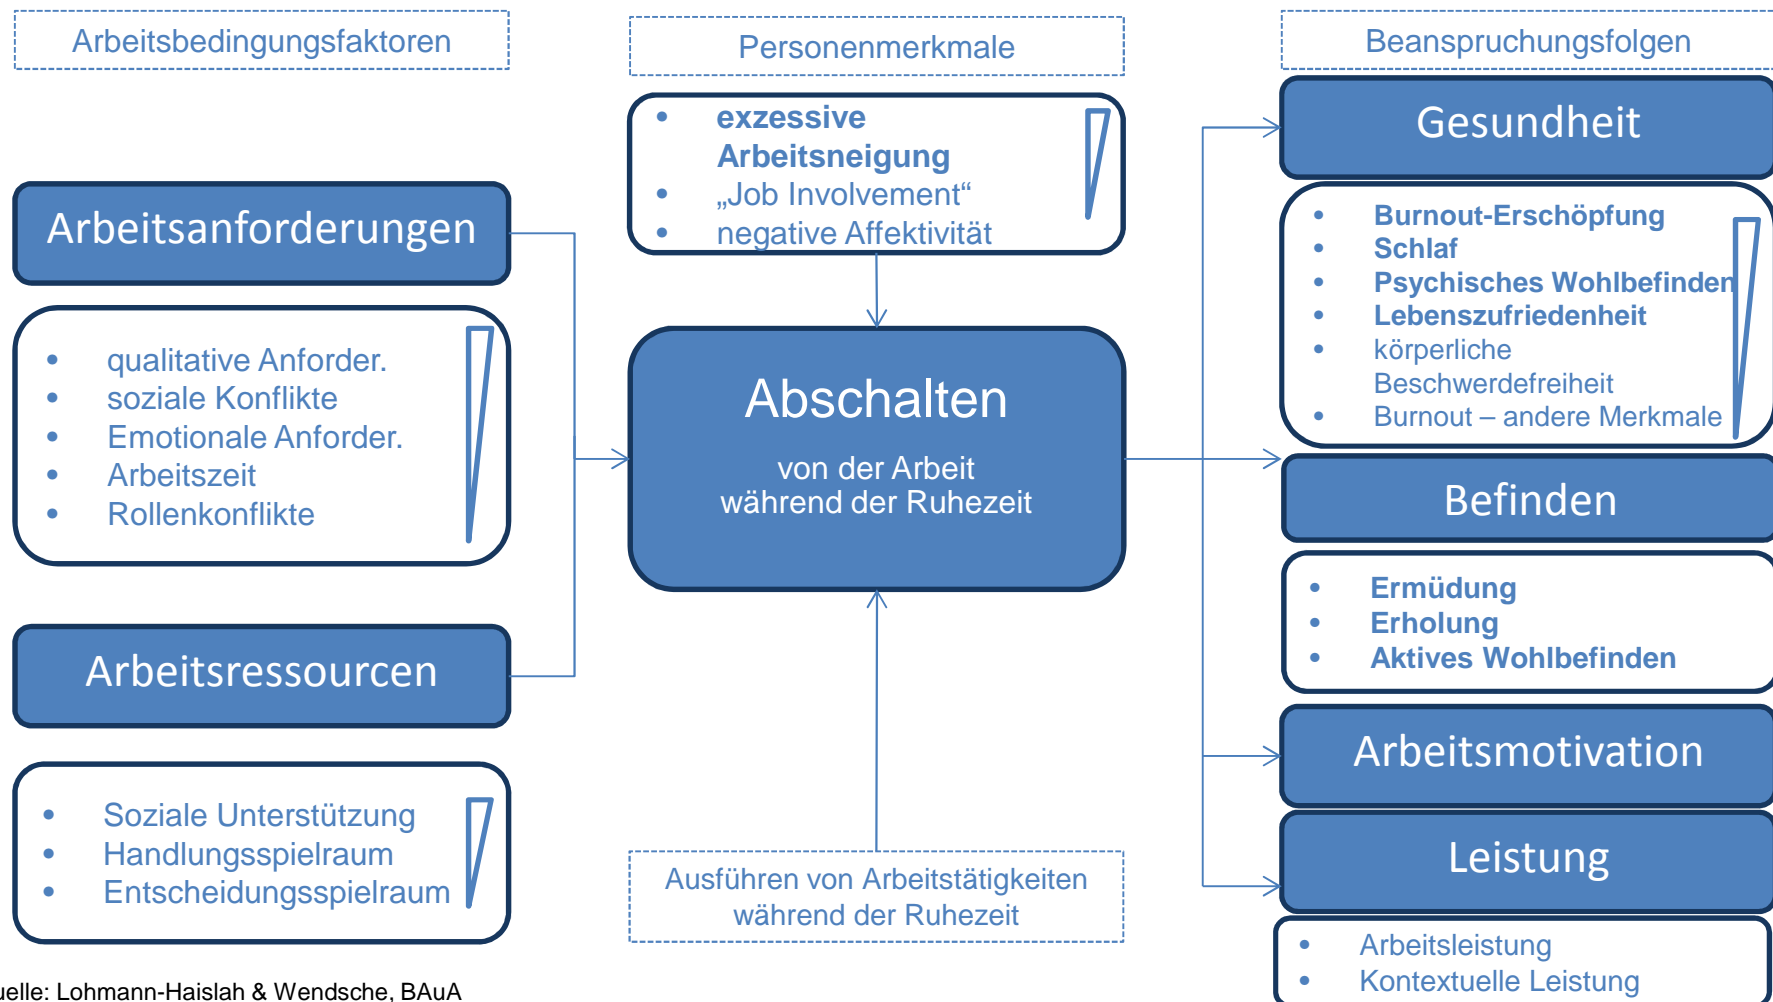 Arbeitsbedingungsfaktoren
Arbeitsanforderungen
• qualitative Anforder.
• soziale Konflikte
• Emotionale Anforder.
• Arbeitszeit
• Rollenkonflikte
Arbeitsressourcen
• Soziale Unterstützung
• Handlungsspielraum
• Entscheidungsspielraum
Personenmerkmale
• exzessive
Arbeitsneigung
• „Job Involvement“
• negative Affektivität
Abschalten
von der Arbeit
während der Ruhezeit
Ausführen von Arbeitstätigkeiten
während der Ruhezeit
Beanspruchungsfolgen
Gesundheit
• Burnout-Erschöpfung
• Schlaf
• Psychisches Wohlbefinden
• Lebenszufriedenheit
• körperliche
Beschwerdefreiheit
• Burnout – andere Merkmale
Befinden
• Ermüdung
• Erholung
• Aktives Wohlbefinden
Arbeitsmotivation
Leistung
• Arbeitsleistung
• Kontextuelle Leistung
uelle: Lohmann-Haislah & Wendsche, BAuA